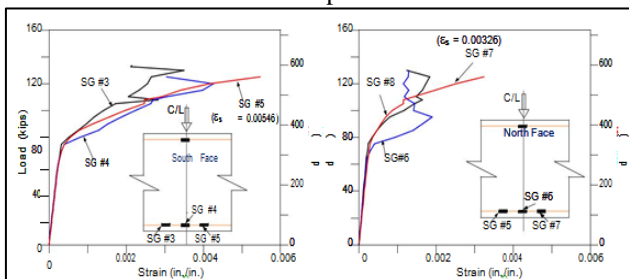 160
120
80
40
0
Load (kips)
SG #3
SG #4
SG #5
(εs
= 0.00546)
C/L
South Face
SG #4
SG #3
SG #5
600
400
200
0
0
0.002
0.004
0.006
Strain (in./(in.)
160
120
80
40
0
(εs = 0.00326)
SG #7
SG #8
C/L
SG#6
North Face
SG #6
SG #5
SG #7
600
400
200
0
0
0.002
0.004
0.006
Strain (in./(in.)